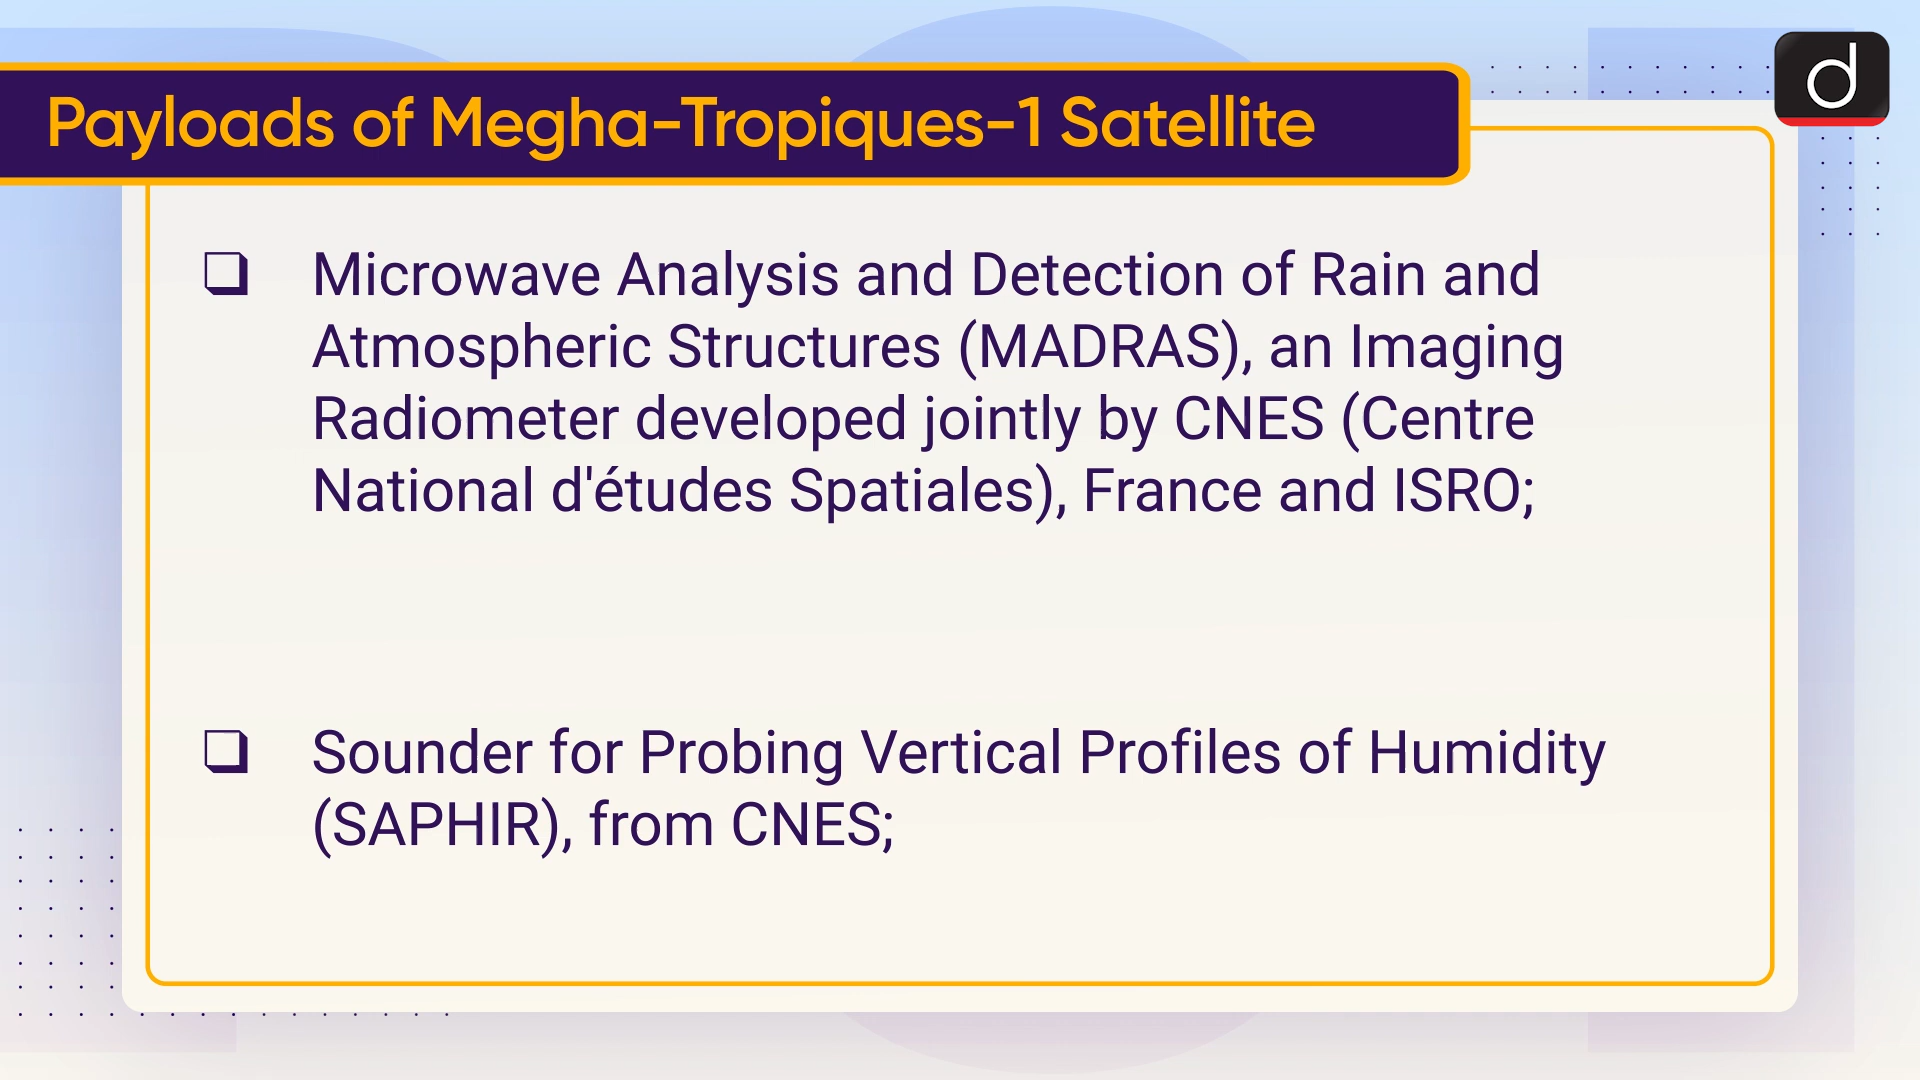 Payloads of Megha-Tropiques-1 Satellite
d
❑ Microwave Analysis and Detection of Rain and
Atmospheric Structures (MADRAS), an Imaging
Radiometer developed jointly by CNES (Centre
National d'études Spatiales), France and ISRO;
❑ Sounder for Probing Vertical Profiles of Humidity
(SAPHIR), from CNES;